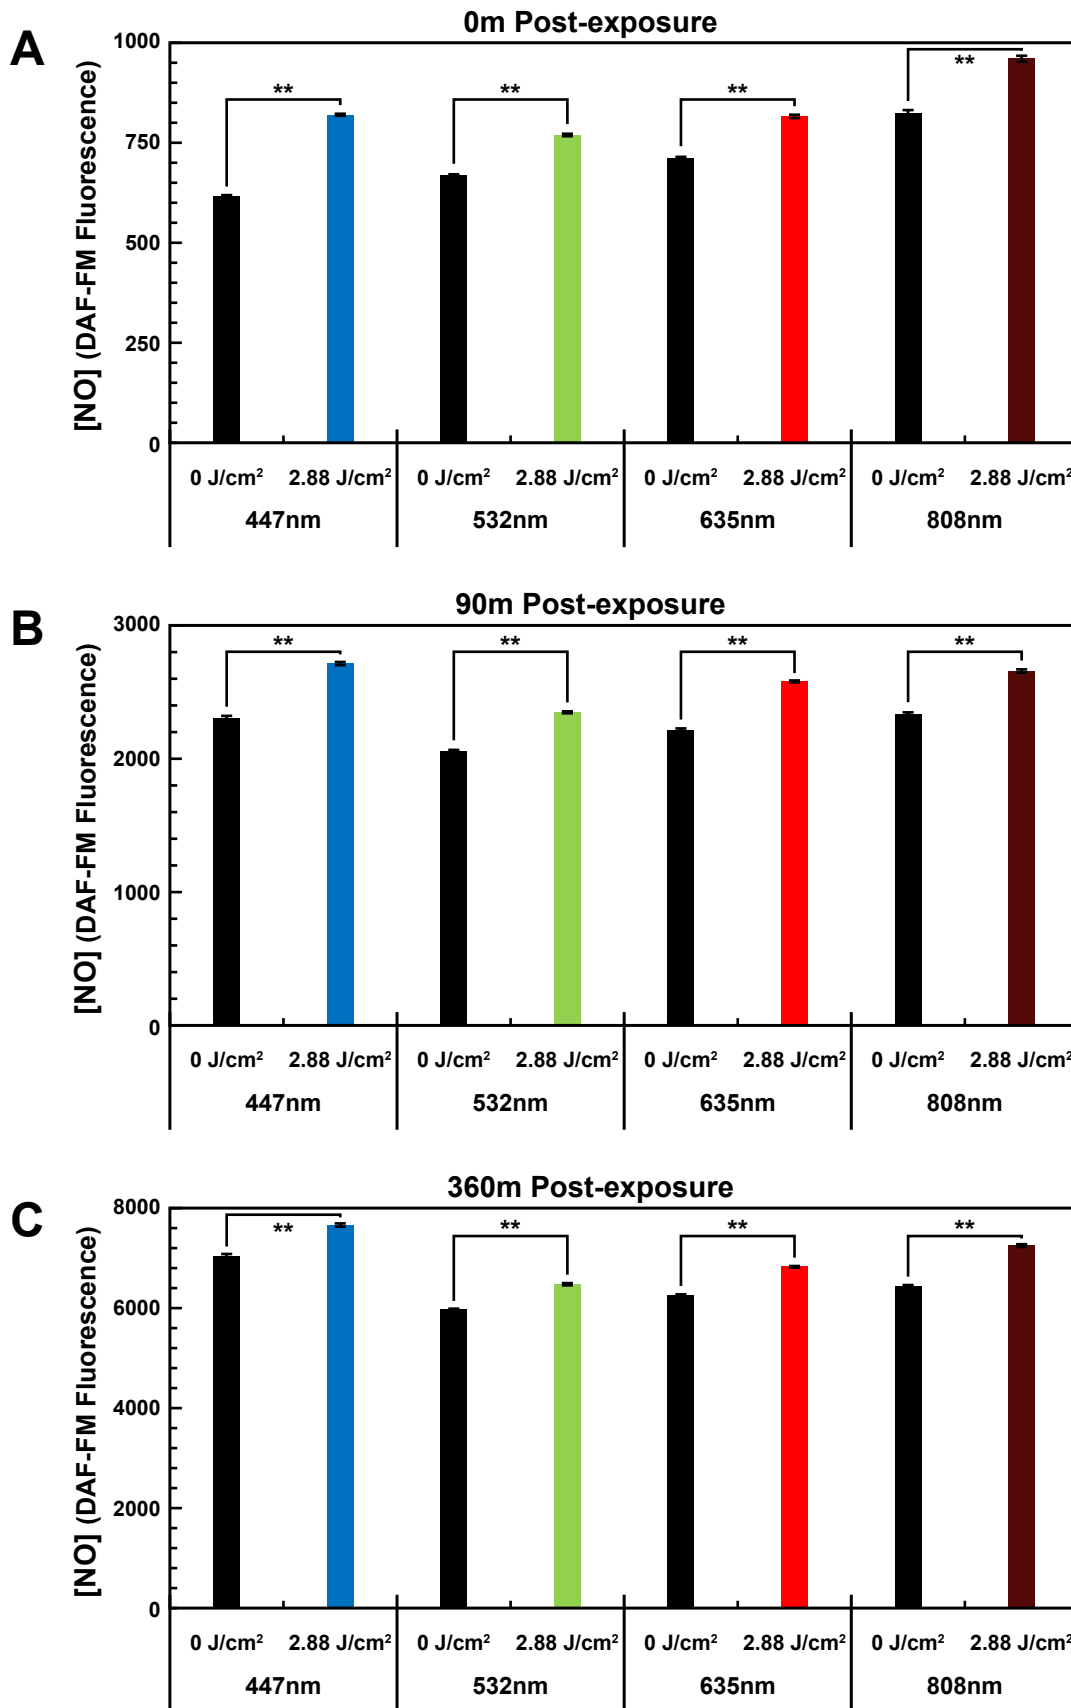 A
0m Post-exposure
[NO] (DAF-FM Fluorescence)
1000
750
500
250
0
** ** ** **
0 J/cm² 2.88 J/cm² 0 J/cm² 2.88 J/cm² 0 J/cm² 2.88 J/cm² 0 J/cm² 2.88 J/cm²
447nm 532nm 635nm 808nm
B
90m Post-exposure
[NO] (DAF-FM Fluorescence)
3000
2000
1000
0
** ** ** **
0 J/cm² 2.88 J/cm² 0 J/cm² 2.88 J/cm² 0 J/cm² 2.88 J/cm² 0 J/cm² 2.88 J/cm²
447nm 532nm 635nm 808nm
C
360m Post-exposure
[NO] (DAF-FM Fluorescence)
8000
6000
4000
2000
0
** ** ** **
0 J/cm² 2.88 J/cm² 0 J/cm² 2.88 J/cm² 0 J/cm² 2.88 J/cm² 0 J/cm² 2.88 J/cm²
447nm 532nm 635nm 808nm